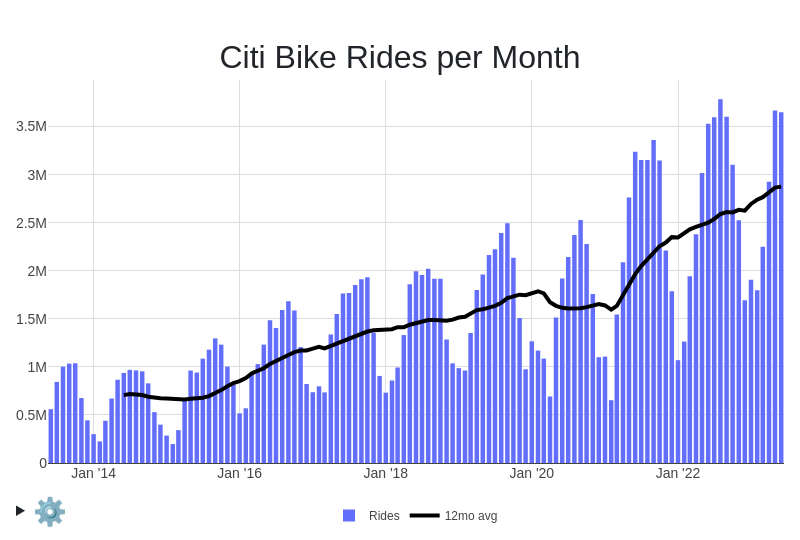 Citi Bike Rides per Month
3.5M
3M
2.5M
2M
1.5M
1M
0.5M
0
Jan '14 Jan '16 Jan '18 Jan '20 Jan '22
Rides 12mo avg